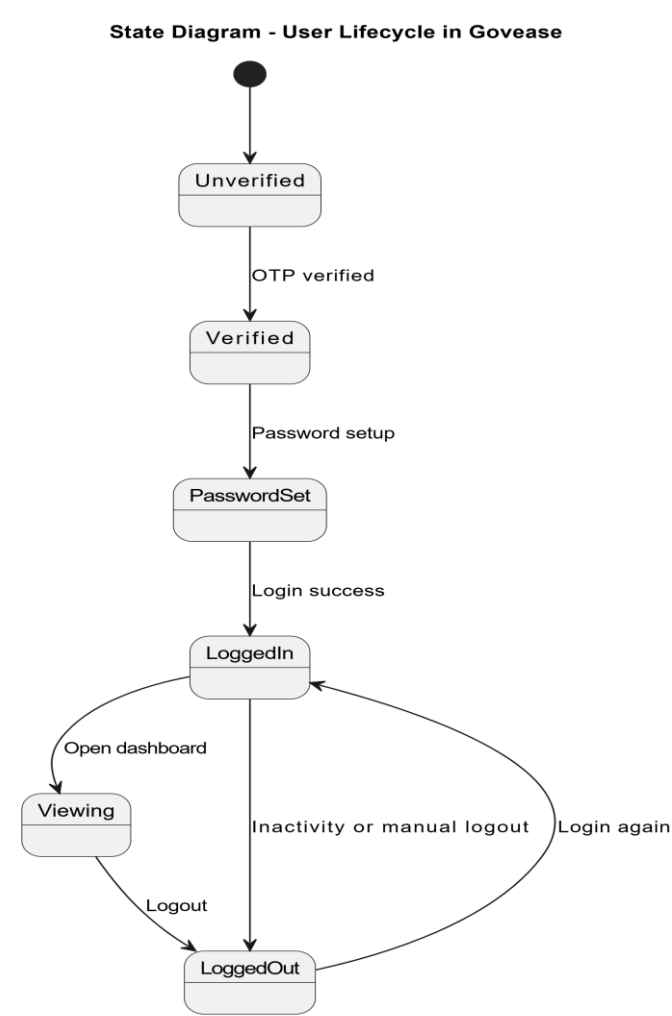 State Diagram - User Lifecycle in Govease
Unverified
OTP verified
Verified
Password setup
PasswordSet
Login success
LoggedIn
Open dashboard
Viewing
Inactivity or manual logout
Login again
Logout
LoggedOut